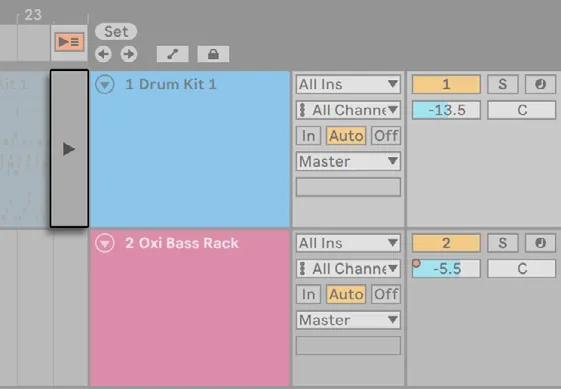 23
Set
Kit 1
1 Drum Kit 1
All Ins
1
S
All Channe
-13.5
C
In
Auto
Off
Master
2 Oxi Bass Rack
All Ins
2
S
All Channe
-5.5
C
In
Auto
Off
Master